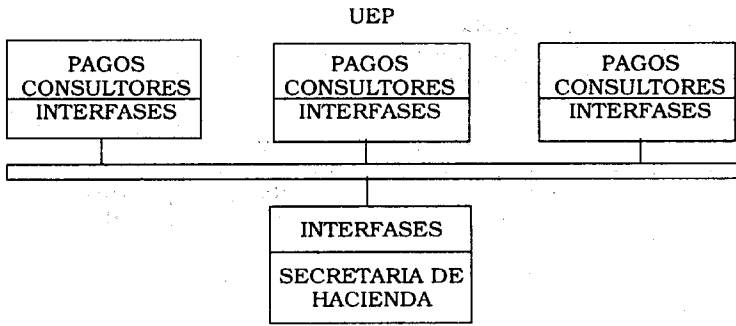 UEP
PAGOS
CONSULTORES
INTERFASES
PAGOS
CONSULTORES
INTERFASES
PAGOS
CONSULTORES
INTERFASES
INTERFASES
SECRETARIA DE
HACIENDA